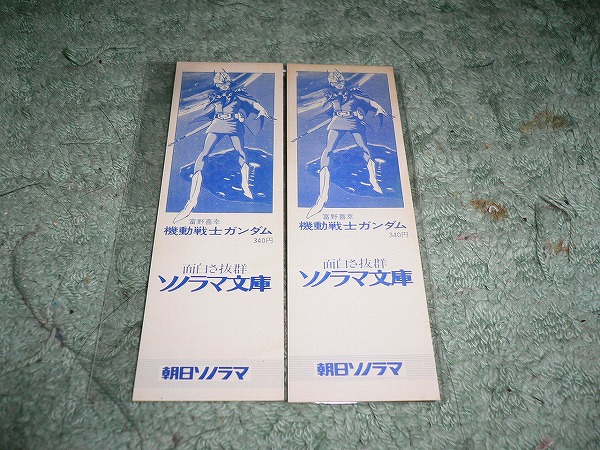 富野喜幸
機動戦士ガンダム
340円
面白さ抜群
ソノラマ文庫
朝日ソノラマ
富野喜幸
機動戦士ガンダム
340円
面白さ抜群
ソノラマ文庫
朝日ソノラマ